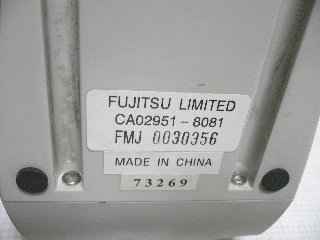 FUJITSU LIMITED
CA02951-8081
FMJ 0030356
MADE IN CHINA
73269